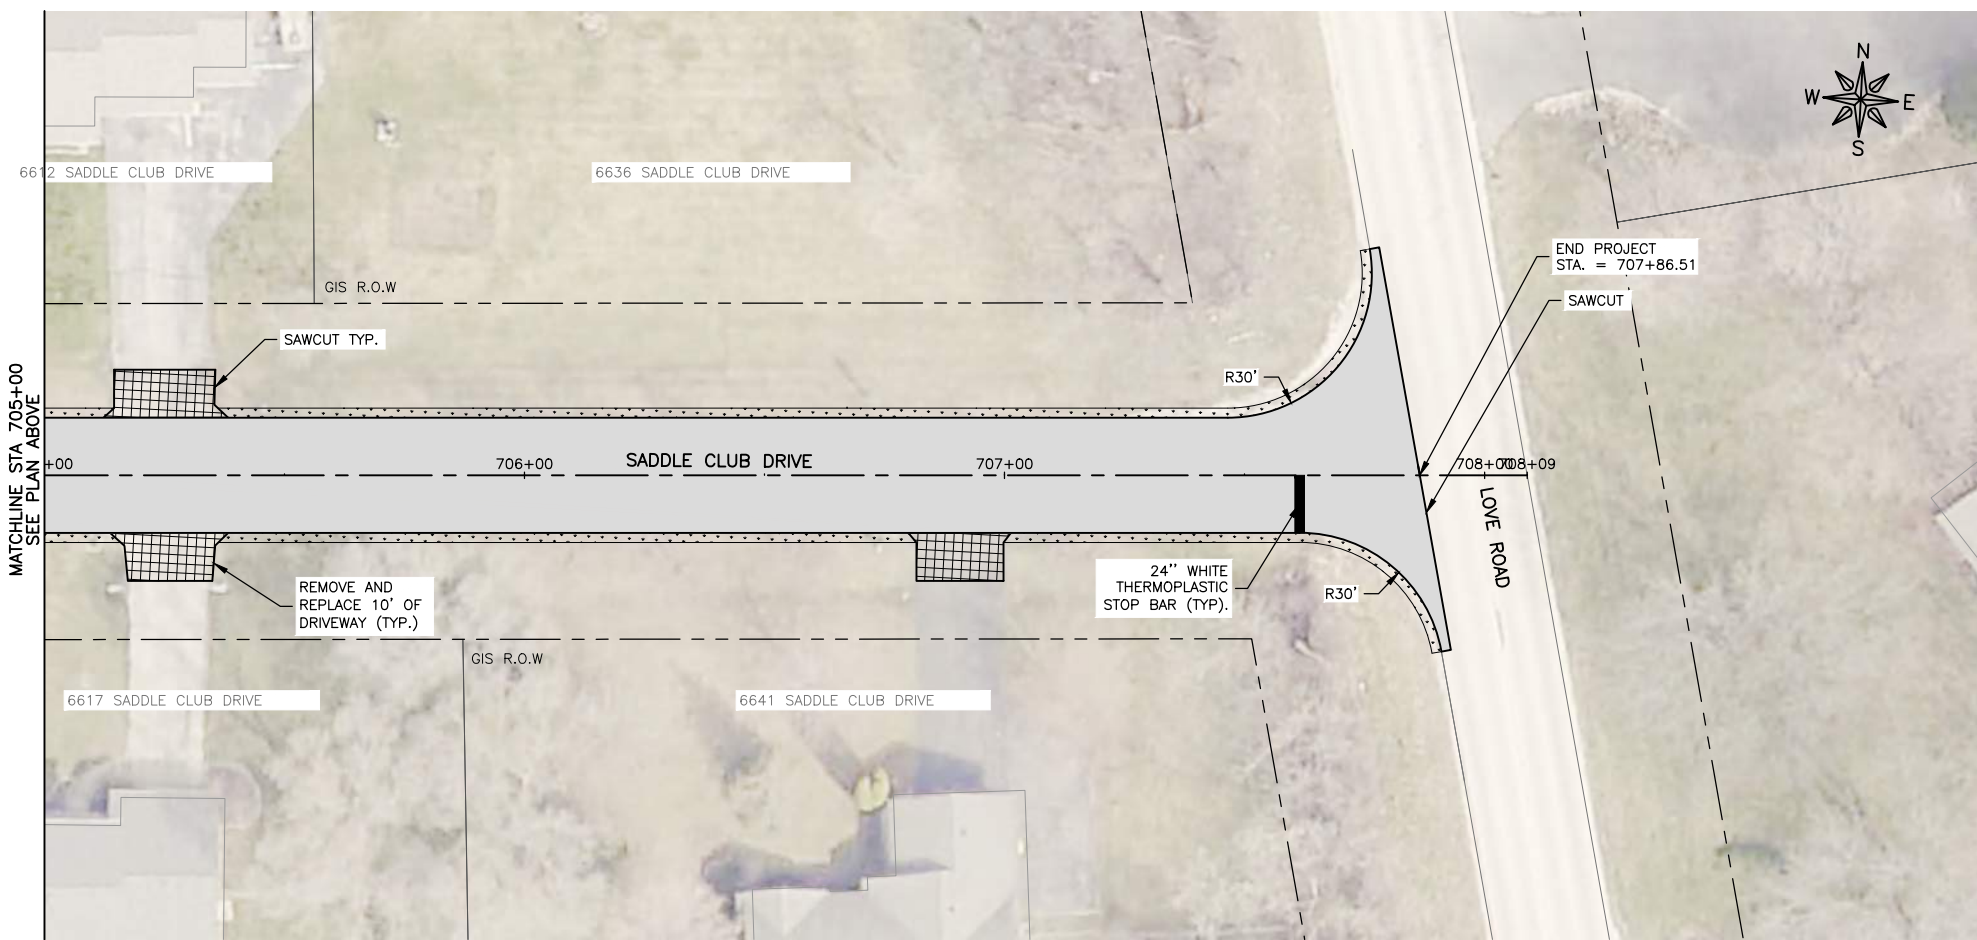 N
W E
S
6612 SADDLE CLUB DRIVE
6636 SADDLE CLUB DRIVE
END PROJECT
STA. = 707+86.51
GIS R.O.W
SAWCUT
SAWCUT TYP.
R30'
MATCHLINE STA 705+00
SEE PLAN ABOVE
+00
706+00
SADDLE CLUB DRIVE
707+00
708+00
708+09
LOVE ROAD
REMOVE AND
REPLACE 10' OF
DRIVEWAY (TYP.)
24'' WHITE
THERMOPLASTIC
STOP BAR (TYP).
R30'
GIS R.O.W
6617 SADDLE CLUB DRIVE
6641 SADDLE CLUB DRIVE